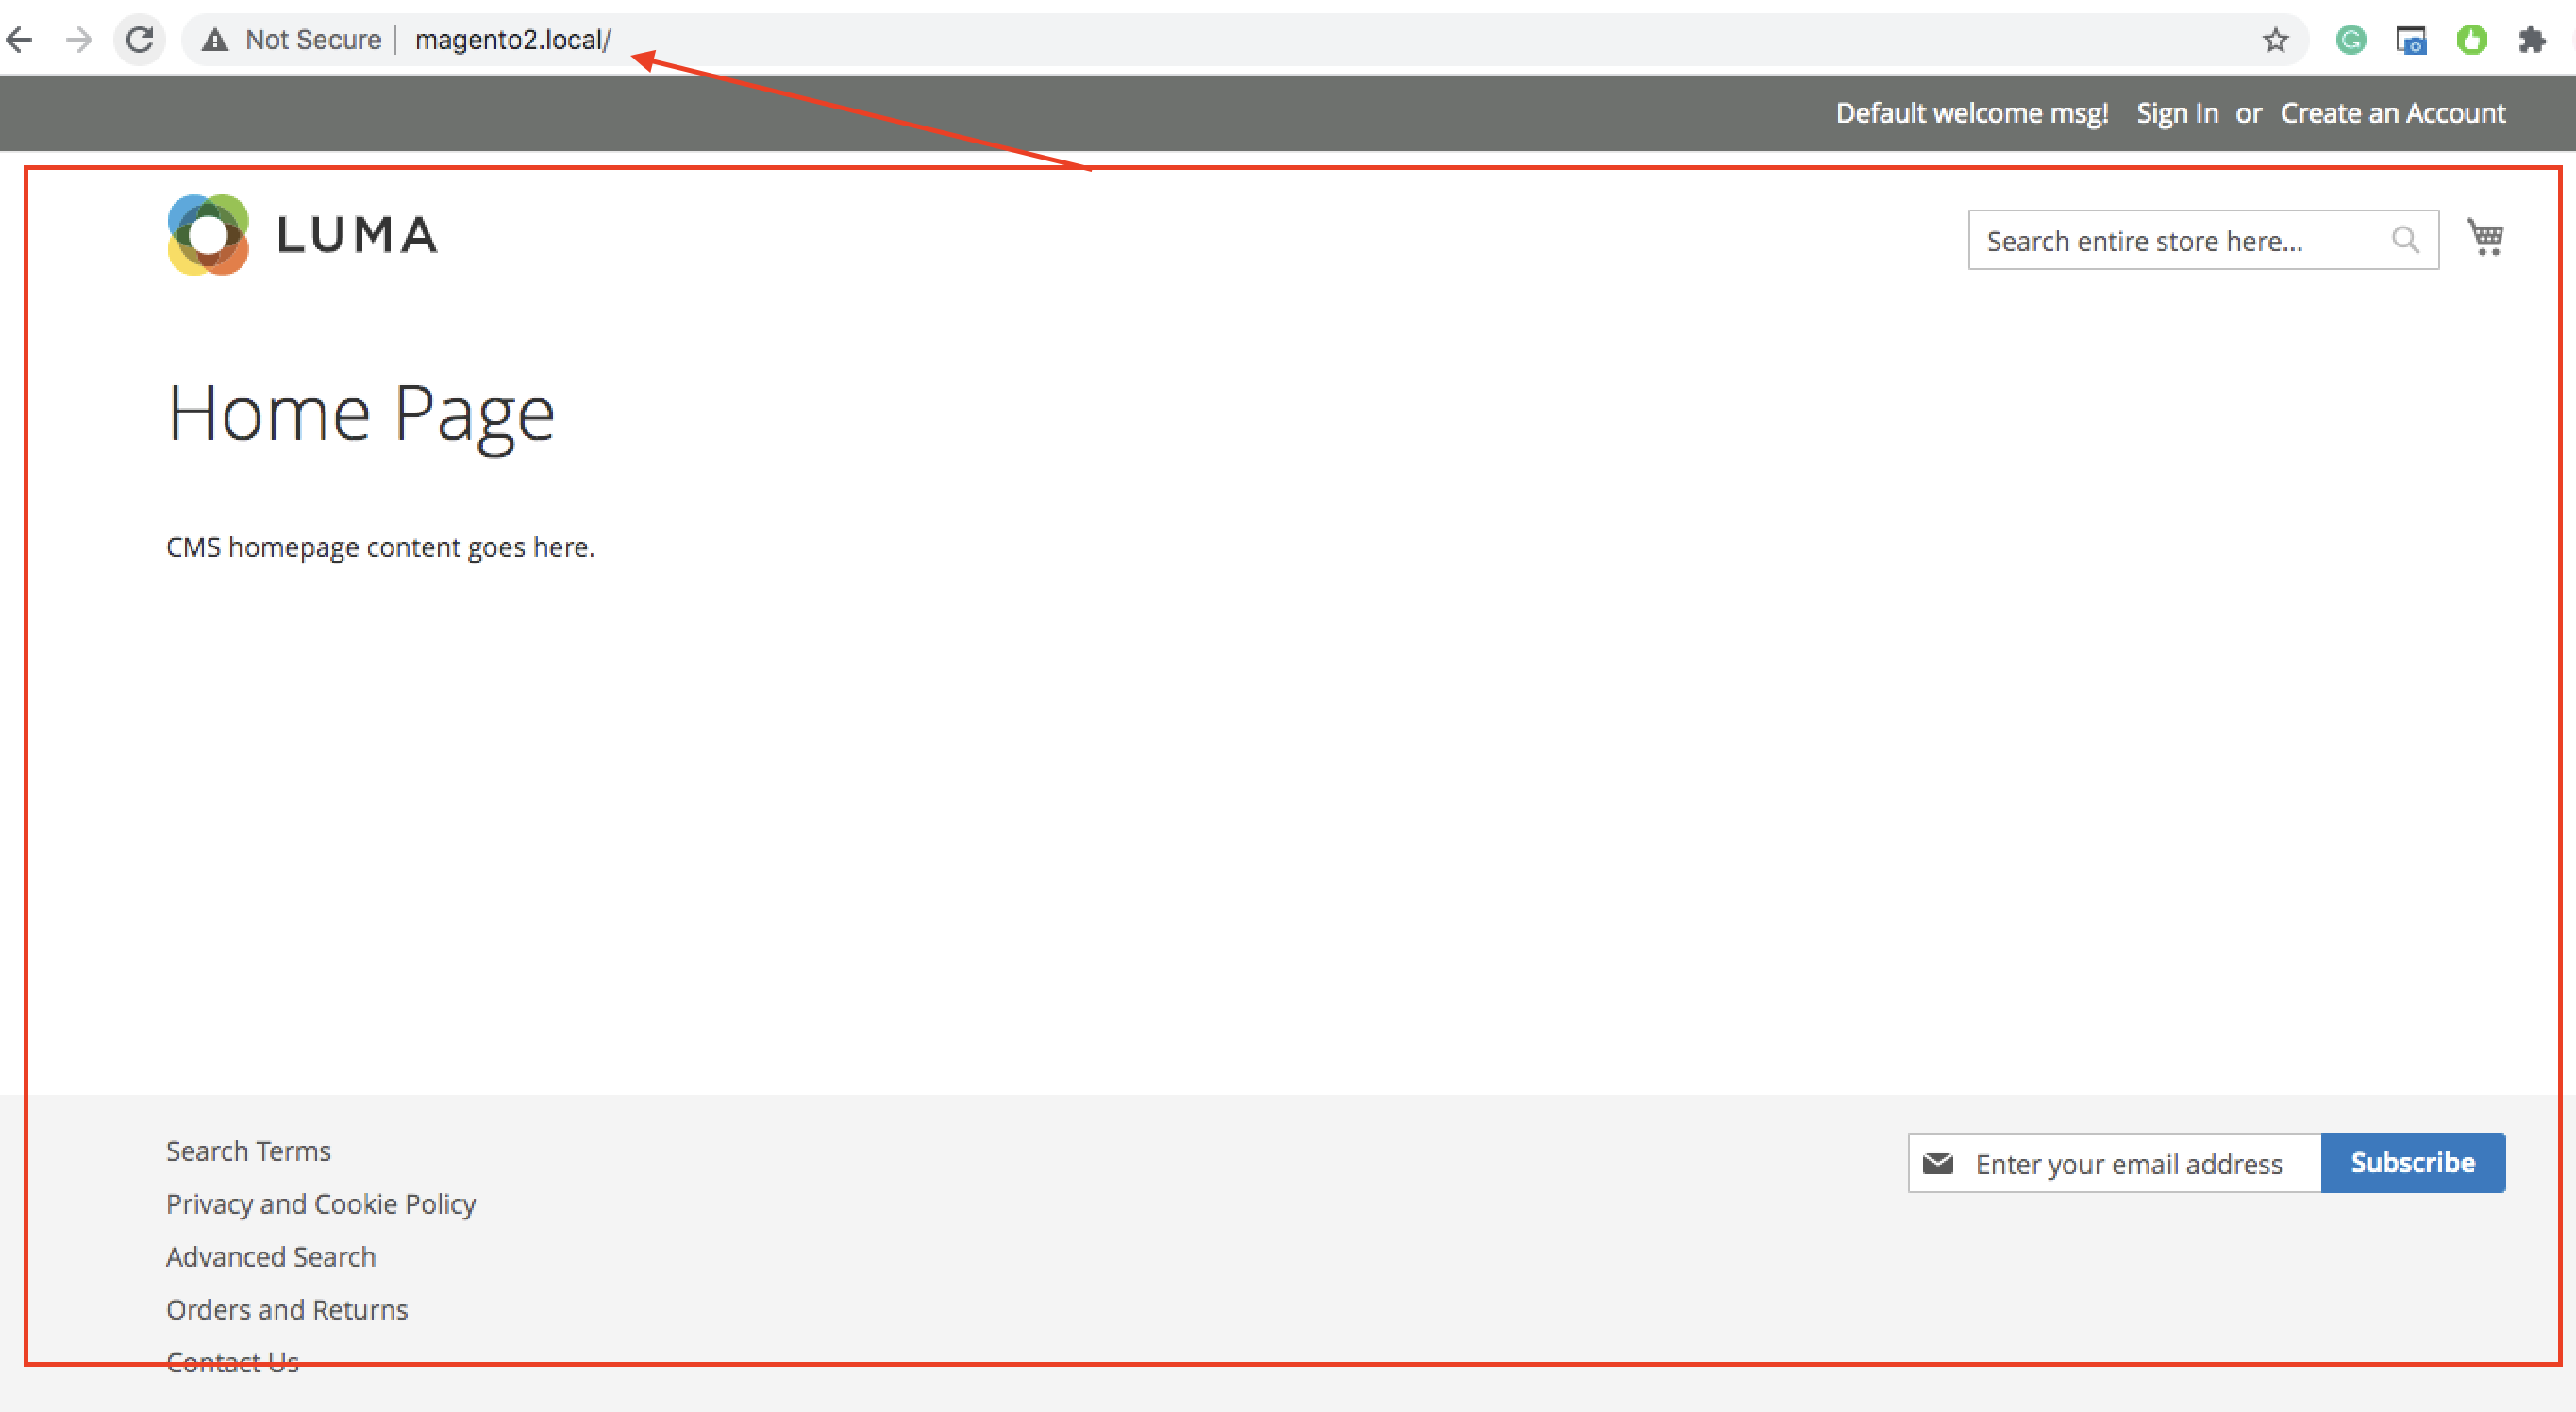 Not Secure | magento2.local/
Default welcome msg! Sign In or Create an Account
LUMA
Search entire store here...
Home Page
CMS homepage content goes here.
Search Terms
Privacy and Cookie Policy
Advanced Search
Orders and Returns
Contact Us
Enter your email address
Subscribe